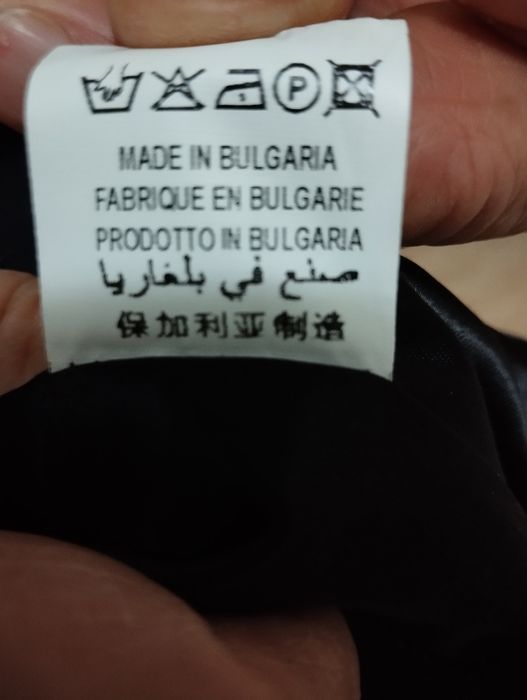 P
MADE IN BULGARIA
FABRIQUE EN BULGARIE
PRODOTTO IN BULGARIA
صنع في بلغاريا
保加利亚制造